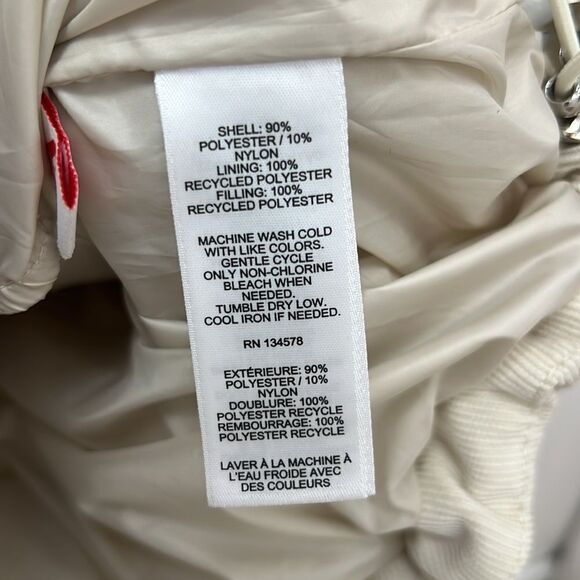 SHELL: 90%
POLYESTER / 10%
NYLON
LINING: 100%
RECYCLED POLYESTER
FILLING: 100%
RECYCLED POLYESTER
MACHINE WASH COLD
WITH LIKE COLORS.
GENTLE CYCLE
ONLY NON-CHLORINE
BLEACH WHEN
NEEDED.
TUMBLE DRY LOW.
COOL IRON IF NEEDED.
RN 134578
EXTÉRIEURE: 90%
POLYESTER / 10%
NYLON
DOUBLURE: 100%
POLYESTER RECYCLE
REMBOURRAGE: 100%
POLYESTER RECYCLE
LAVER À LA MACHINE À
L'EAU FROIDE AVEC
DES COULEURS